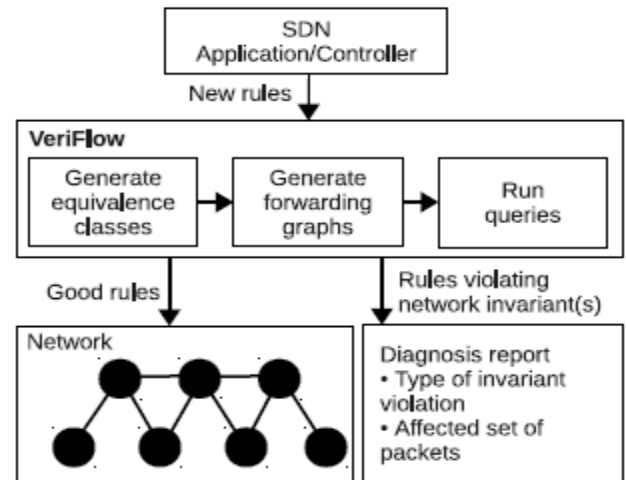 SDN
Application/Controller
New rules
VeriFlow
Generate
equivalence
classes
Generate
forwarding
graphs
Run
queries
Good rules
Rules violating
network invariant(s)
Network
Diagnosis report
• Type of invariant
violation
• Affected set of
packets